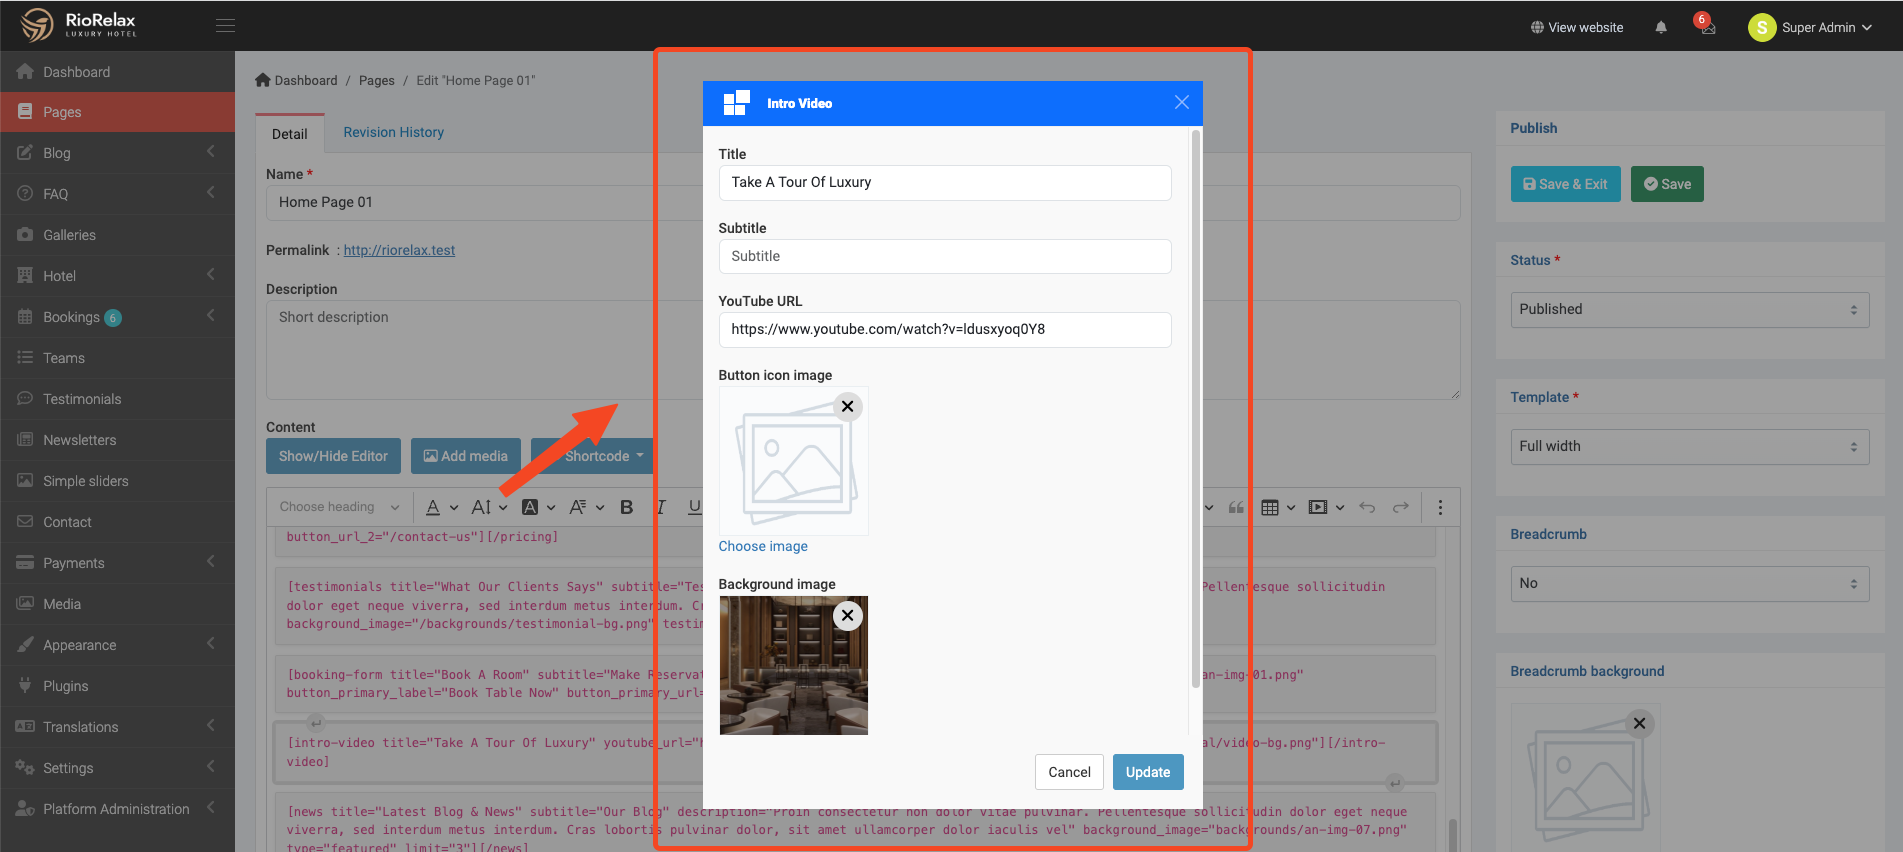 RioRelax
LUXURY HOTEL
View website
6
S
Super Admin
Dashboard
Pages
Blog
FAQ
Galleries
Hotel
Bookings 6
Teams
Testimonials
Newsletters
Simple sliders
Contact
Payments
Media
Appearance
Plugins
Translations
Settings
Platform Administration
Dashboard / Pages / Edit "Home Page 01"
Detail
Revision History
Name *
Home Page 01
Permalink : http://riorelax.test
Description
Short description
Content
Show/Hide Editor
Add media
Shortcode
Choose heading
button_url_2="/contact-us"][/pricing]
[testimonials title="What Our Clients Says" subtitle="Tes
Pellentesque sollicitudin
dolor eget neque viverra, sed interdum metus interdum. Cr
background_image="/backgrounds/testimonial-bg.png" testim
[booking-form title="Book A Room" subtitle="Make Reservat
an-img-01.png"
button_primary_label="Book Table Now" button_primary_url=
[intro-video title="Take A Tour Of Luxury" youtube_url="h
al/video-bg.png"][/intro-
video]
[news title="Latest Blog & News" subtitle="Our Blog" description="Proin consectetur non dolor vitae pulvinar. Pellentesque sollicitudin dolor eget neque
viverra, sed interdum metus interdum. Cras lobortis pulvinar dolor, sit amet ullamcorper dolor iaculis vel" background_image="backgrounds/an-img-07.png"
type="featured" limit="3"][/news]
Intro Video
Title
Take A Tour Of Luxury
Subtitle
Subtitle
YouTube URL
https://www.youtube.com/watch?v=ldusxyoq0Y8
Button icon image
Choose image
Background image
Cancel
Update
Publish
Save & Exit
Save
Status *
Published
Template *
Full width
Breadcrumb
No
Breadcrumb background